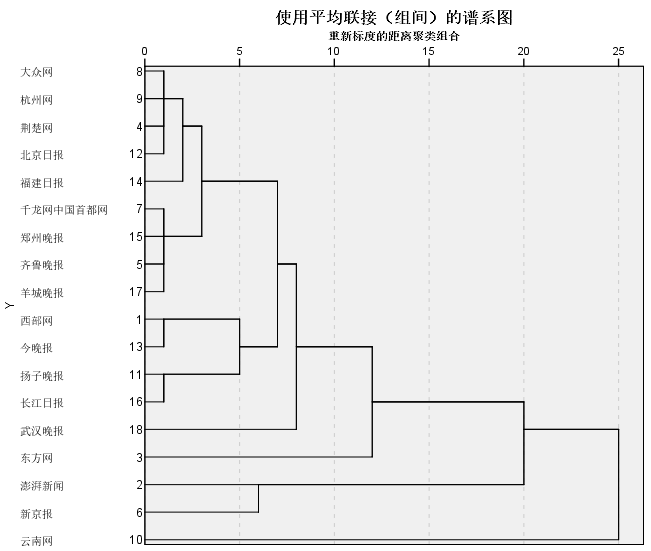 使用平均联接（组间）的谱系图
重新标度的距离聚类组合
0 5 10 15 20 25
大众网 8
杭州网 9
荆楚网 4
北京日报 12
福建日报 14
千龙网中国首都网 7
郑州晚报 15
齐鲁晚报 5
羊城晚报 17
Y
西部网 1
今晚报 13
扬子晚报 11
长江日报 16
武汉晚报 18
东方网 3
澎湃新闻 2
新京报 6
云南网 10